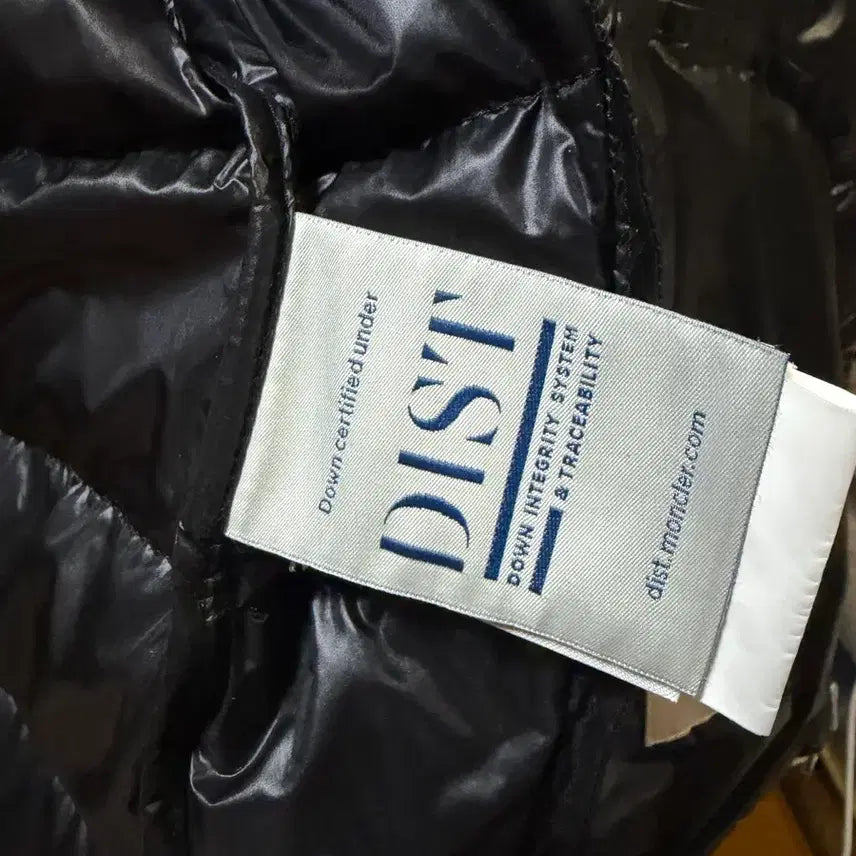 Down certified under
DIST
DOWN INTEGRITY SYSTEM
& TRACEABILITY
dist.moncler.com